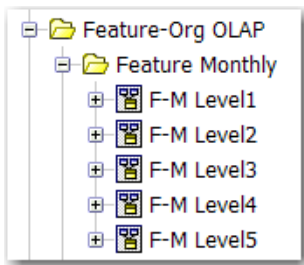 Feature-Org OLAP
Feature Monthly
F-M Level1
F-M Level2
F-M Level3
F-M Level4
F-M Level5